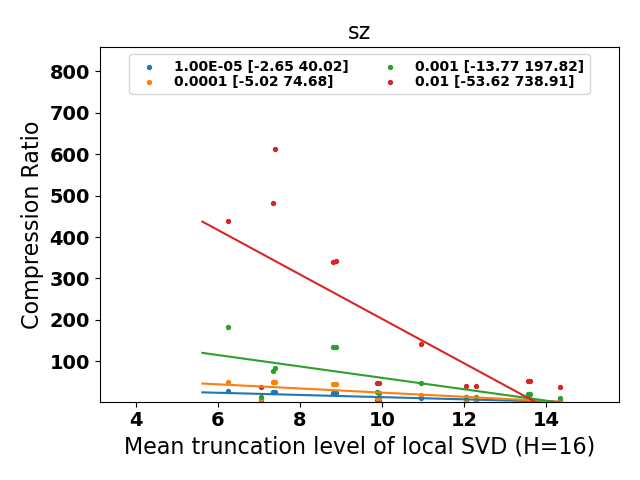 sz
1.00E-05 [-2.65 40.02]
0.0001 [-5.02 74.68]
0.001 [-13.77 197.82]
0.01 [-53.62 738.91]
Compression Ratio
800
700
600
500
400
300
200
100
4 6 8 10 12 14
Mean truncation level of local SVD (H=16)